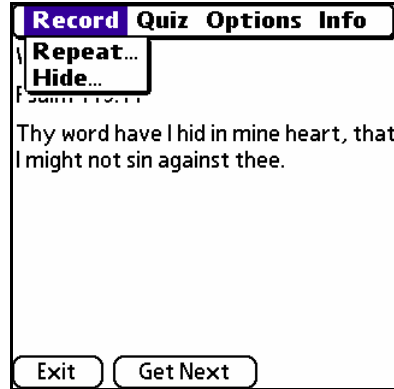 Record Quiz Options Info
Repeat...
Hide...
Thy word have I hid in mine heart, that
I might not sin against thee.
Exit Get Next